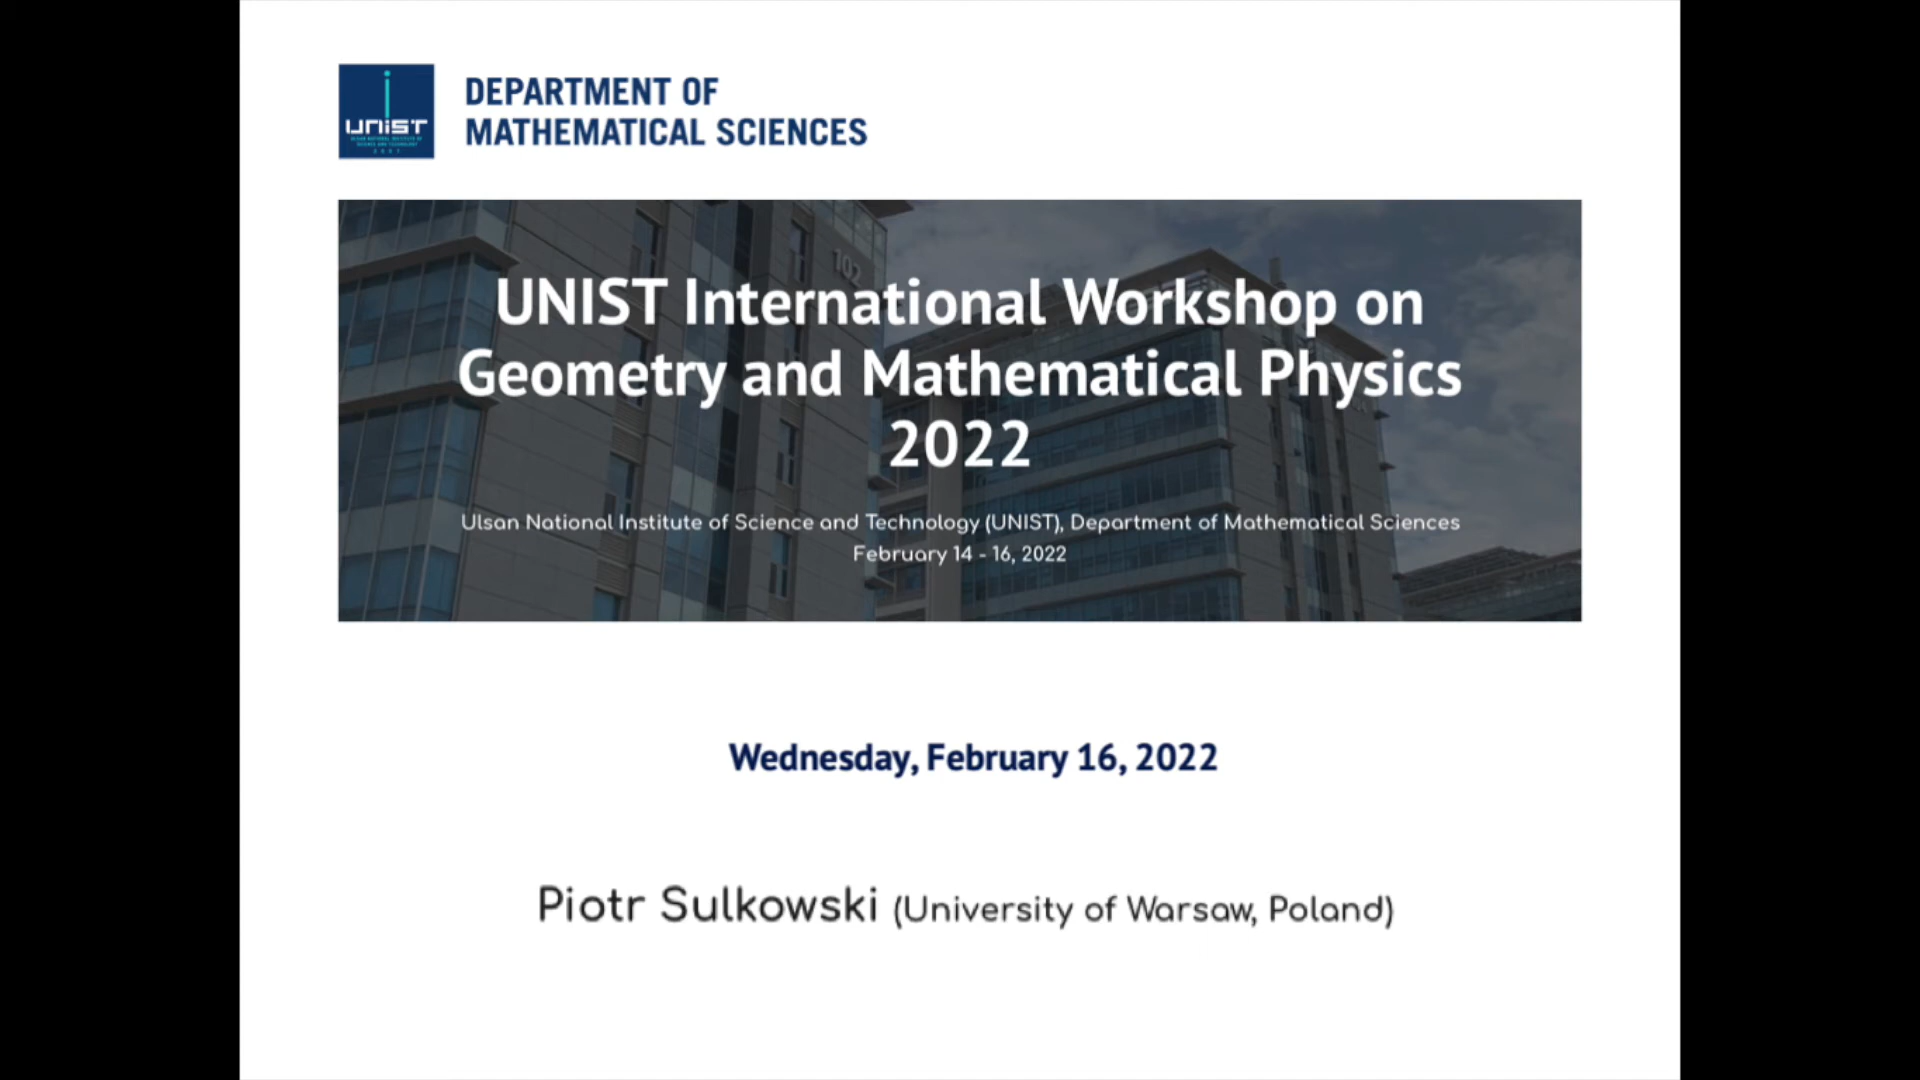 UNIST
DEPARTMENT OF
MATHEMATICAL SCIENCES
102
UNIST International Workshop on
Geometry and Mathematical Physics
2022
Ulsan National Institute of Science and Technology (UNIST), Department of Mathematical Sciences
February 14 - 16, 2022
Wednesday, February 16, 2022
Piotr Sulkowski (University of Warsaw, Poland)